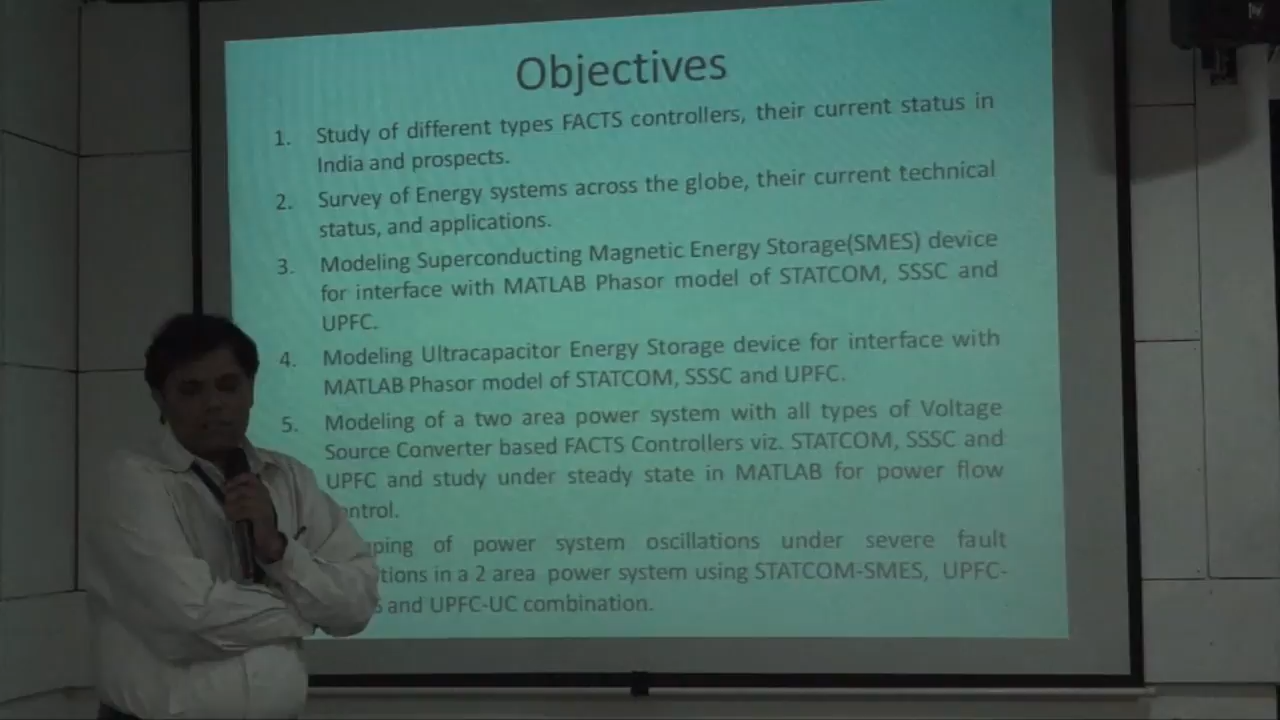 Objectives
1. Study of different types FACTS controllers, their current status in
India and prospects.
2. Survey of Energy systems across the globe, their current technical
status, and applications.
3. Modeling Superconducting Magnetic Energy Storage(SMES) device
for interface with MATLAB Phasor model of STATCOM, SSSC and
UPFC.
4. Modeling Ultracapacitor Energy Storage device for interface with
MATLAB Phasor model of STATCOM, SSSC and UPFC.
5. Modeling of a two area power system with all types of Voltage
Source Converter based FACTS Controllers viz. STATCOM, SSSC and
UPFC and study under steady state in MATLAB for power flow
ontrol.
ping of power system oscillations under severe fault
tions in a 2 area power system using STATCOM-SMES, UPFC-
S and UPFC-UC combination.